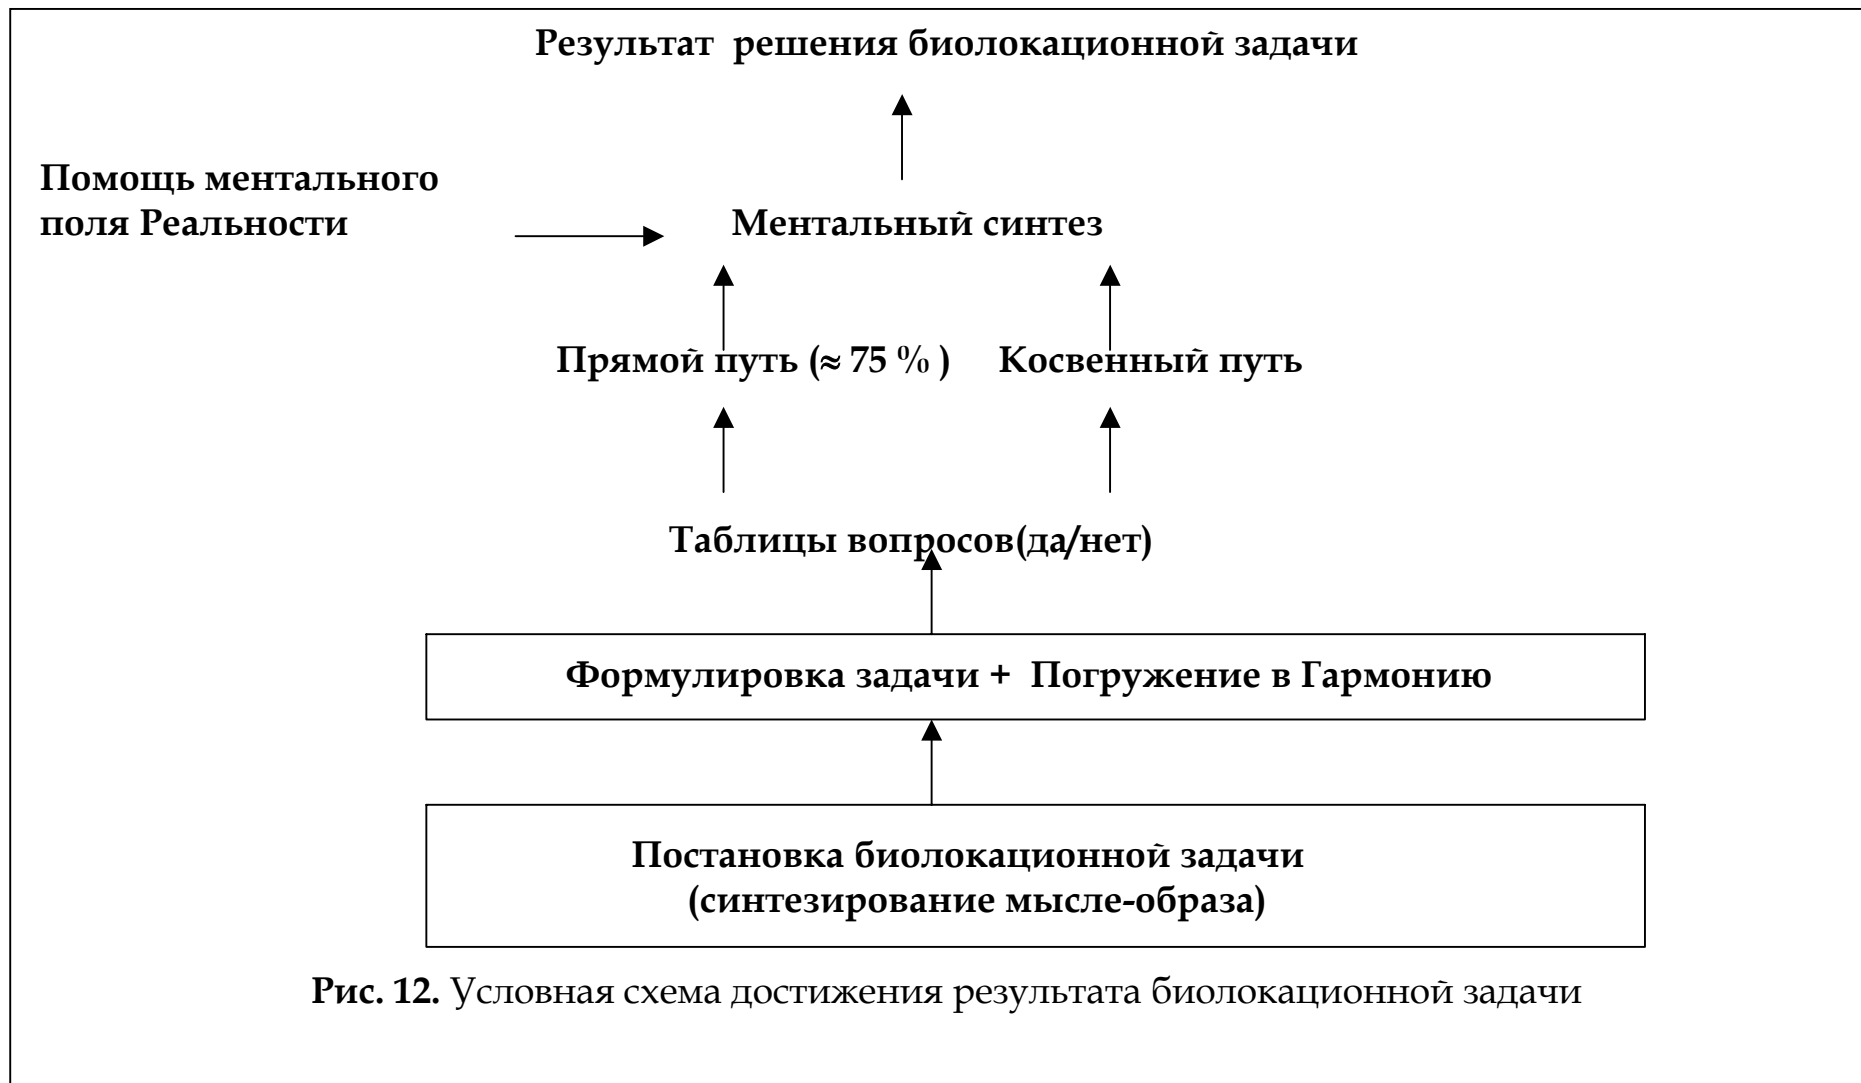 Результат решения биолокационной задачи
Помощь ментального
поля Реальности
Ментальный синтез
Прямой путь (≈ 75 % ) Косвенный путь
Таблицы вопросов(да/нет)
Формулировка задачи + Погружение в Гармонию
Постановка биолокационной задачи
(синтезирование мысле-образа)
Рис. 12. Условная схема достижения результата биолокационной задачи